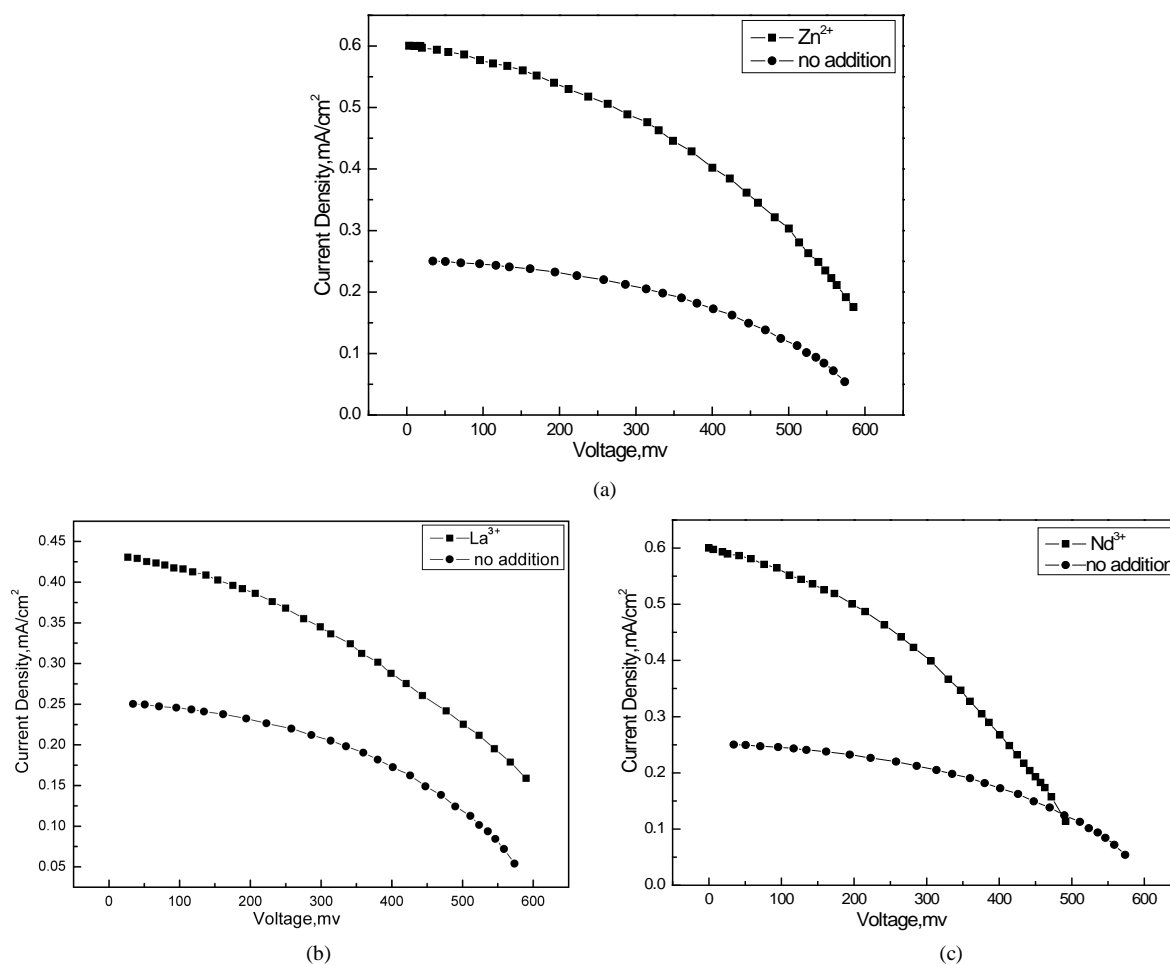 Zn²⁺
no addition
0.6
0.5
0.4
0.3
0.2
0.1
0.0
Current Density,mA/cm²
0 100 200 300 400 500 600
Voltage,mv
(a)
La³⁺
no addition
0.45
0.40
0.35
0.30
0.25
0.20
0.15
0.10
0.05
Current Density,mA/cm²
0 100 200 300 400 500 600
Voltage,mv
(b)
Nd³⁺
no addition
0.6
0.5
0.4
0.3
0.2
0.1
0.0
Current Density,mA/cm²
0 100 200 300 400 500 600
Voltage,mv
(c)